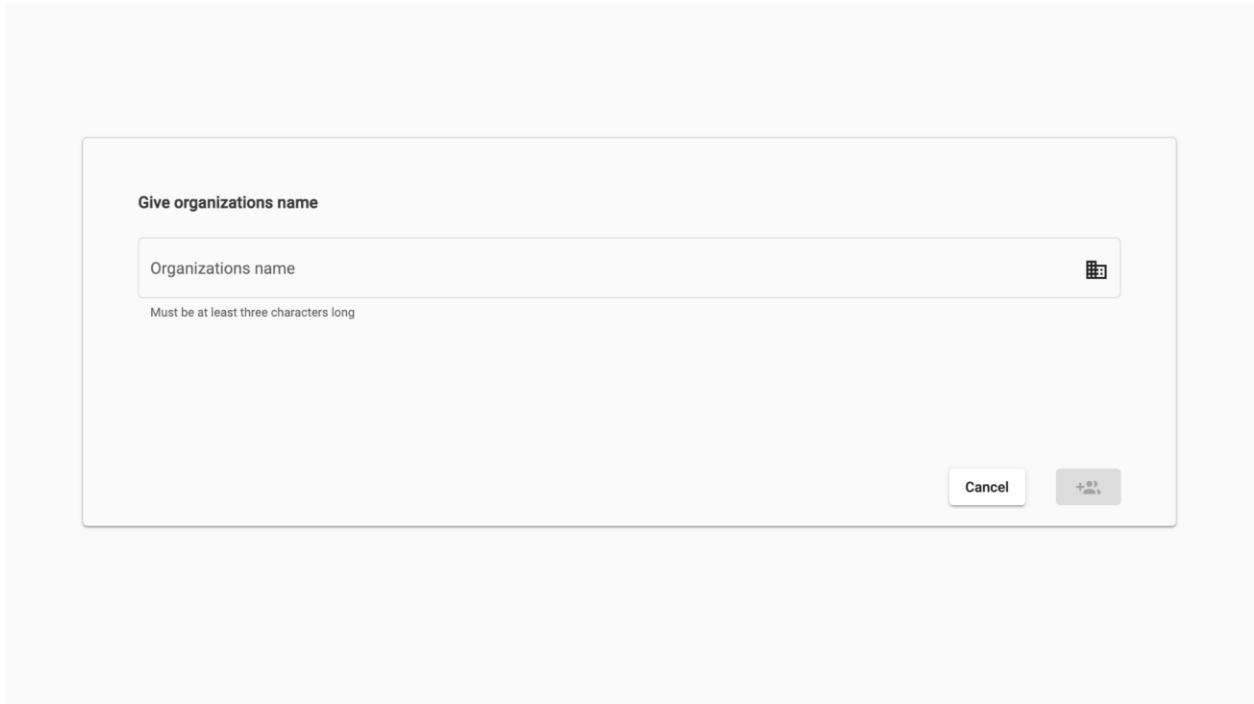 Give organizations name
Organizations name
Must be at least three characters long
Cancel